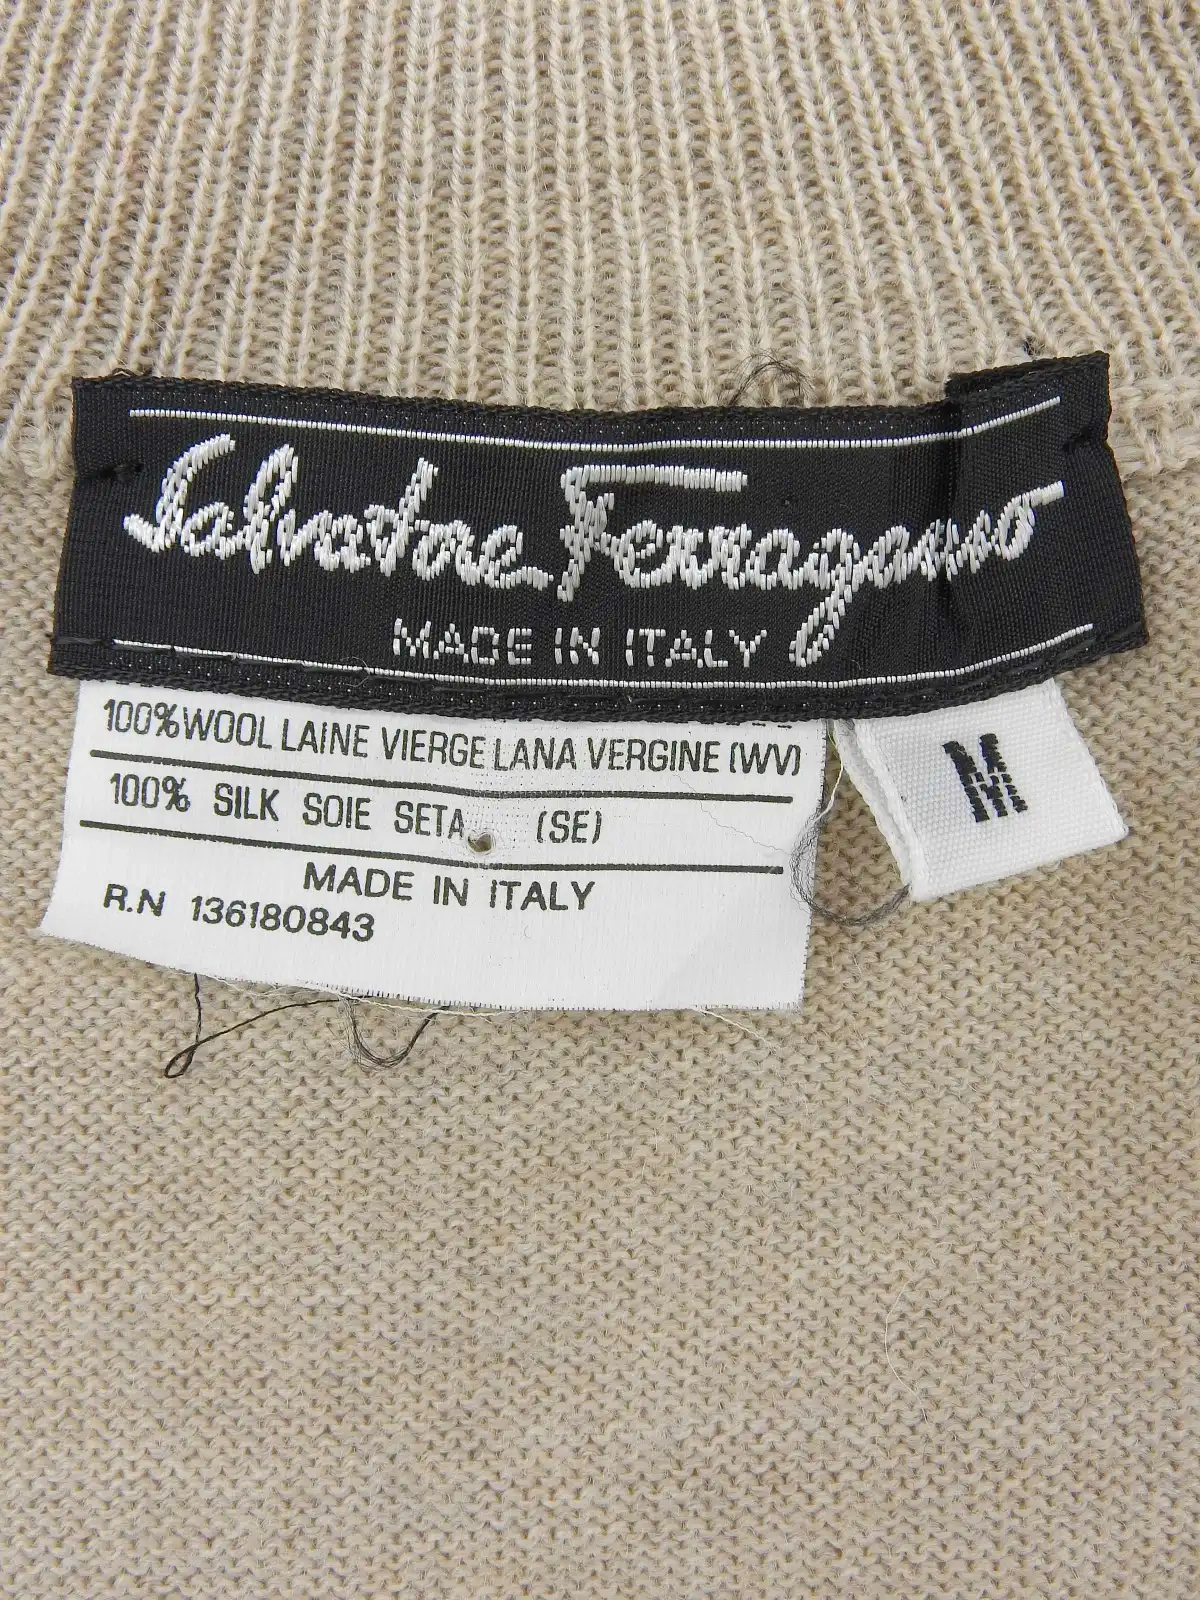 Salvatore Ferragamo
MADE IN ITALY
100%WOOL LAINE VIERGE LANA VERGINE (WV)
100% SILK SOIE SETA (SE)
MADE IN ITALY
R.N 136180843
M